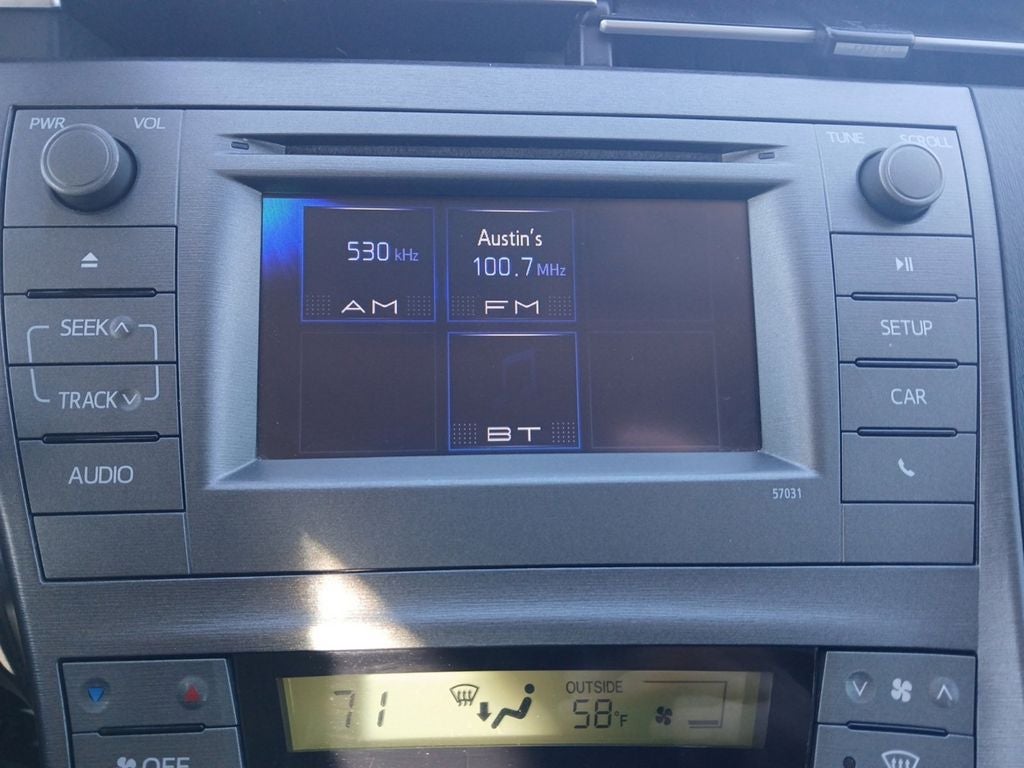 PWR VOL
TUNE SCROLL
Austin's
530 kHz
100.7 MHz
AM
FM
SEEK
SETUP
TRACK
CAR
BT
AUDIO
57031
OUTSIDE
71
58°F
OFF